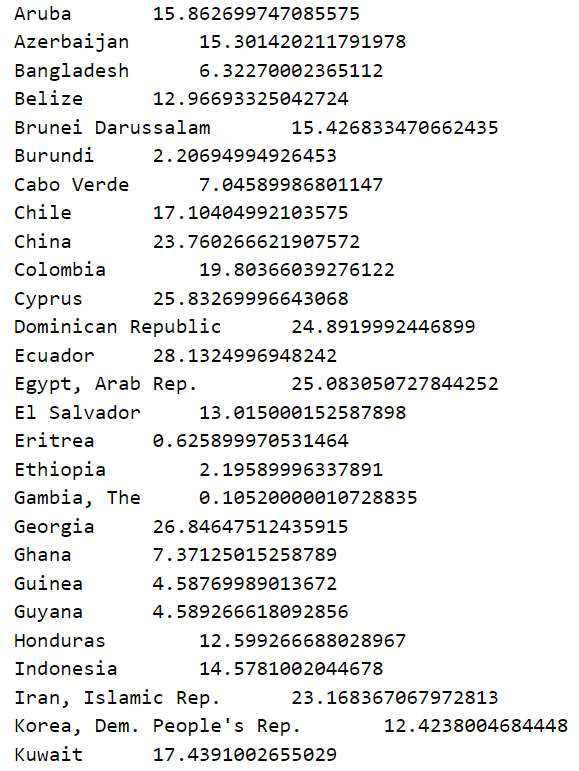 Aruba 15.862699747085575
Azerbaijan 15.301420211791978
Bangladesh 6.32270002365112
Belize 12.96693325042724
Brunei Darussalam 15.426833470662435
Burundi 2.20694994926453
Cabo Verde 7.04589986801147
Chile 17.10404992103575
China 23.760266621907572
Colombia 19.80366039276122
Cyprus 25.83269996643068
Dominican Republic 24.8919992446899
Ecuador 28.1324996948242
Egypt, Arab Rep. 25.083050727844252
El Salvador 13.015000152587898
Eritrea 0.625899970531464
Ethiopia 2.19589996337891
Gambia, The 0.10520000010728835
Georgia 26.84647512435915
Ghana 7.37125015258789
Guinea 4.58769989013672
Guyana 4.589266618092856
Honduras 12.599266688028967
Indonesia 14.5781002044678
Iran, Islamic Rep. 23.168367067972813
Korea, Dem. People's Rep. 12.4238004684448
Kuwait 17.4391002655029